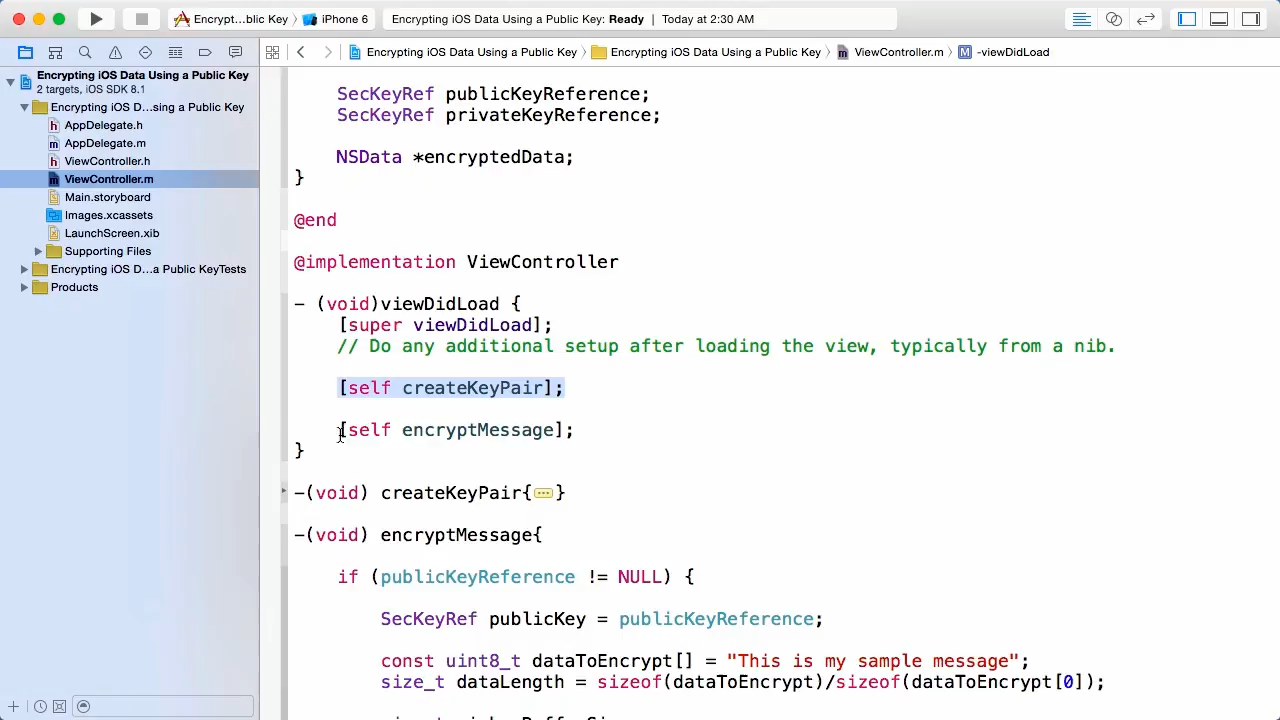 Encrypt…blic Key
iPhone 6
Encrypting iOS Data Using a Public Key: Ready | Today at 2:30 AM
Encrypting iOS Data Using a Public Key
Encrypting iOS Data Using a Public Key
ViewController.m
-viewDidLoad
Encrypting iOS Data Using a Public Key
2 targets, iOS SDK 8.1
Encrypting iOS D…sing a Public Key
AppDelegate.h
AppDelegate.m
ViewController.h
ViewController.m
Main.storyboard
Images.xcassets
LaunchScreen.xib
Supporting Files
Encrypting iOS D…a Public KeyTests
Products
SecKeyRef publicKeyReference;
SecKeyRef privateKeyReference;
NSData *encryptedData;
}
@end
@implementation ViewController
- (void)viewDidLoad {
[super viewDidLoad];
// Do any additional setup after loading the view, typically from a nib.
[self createKeyPair];
[self encryptMessage];
}
-(void) createKeyPair{…}
-(void) encryptMessage{
if (publicKeyReference != NULL) {
SecKeyRef publicKey = publicKeyReference;
const uint8_t dataToEncrypt[] = "This is my sample message";
size_t dataLength = sizeof(dataToEncrypt)/sizeof(dataToEncrypt[0]);